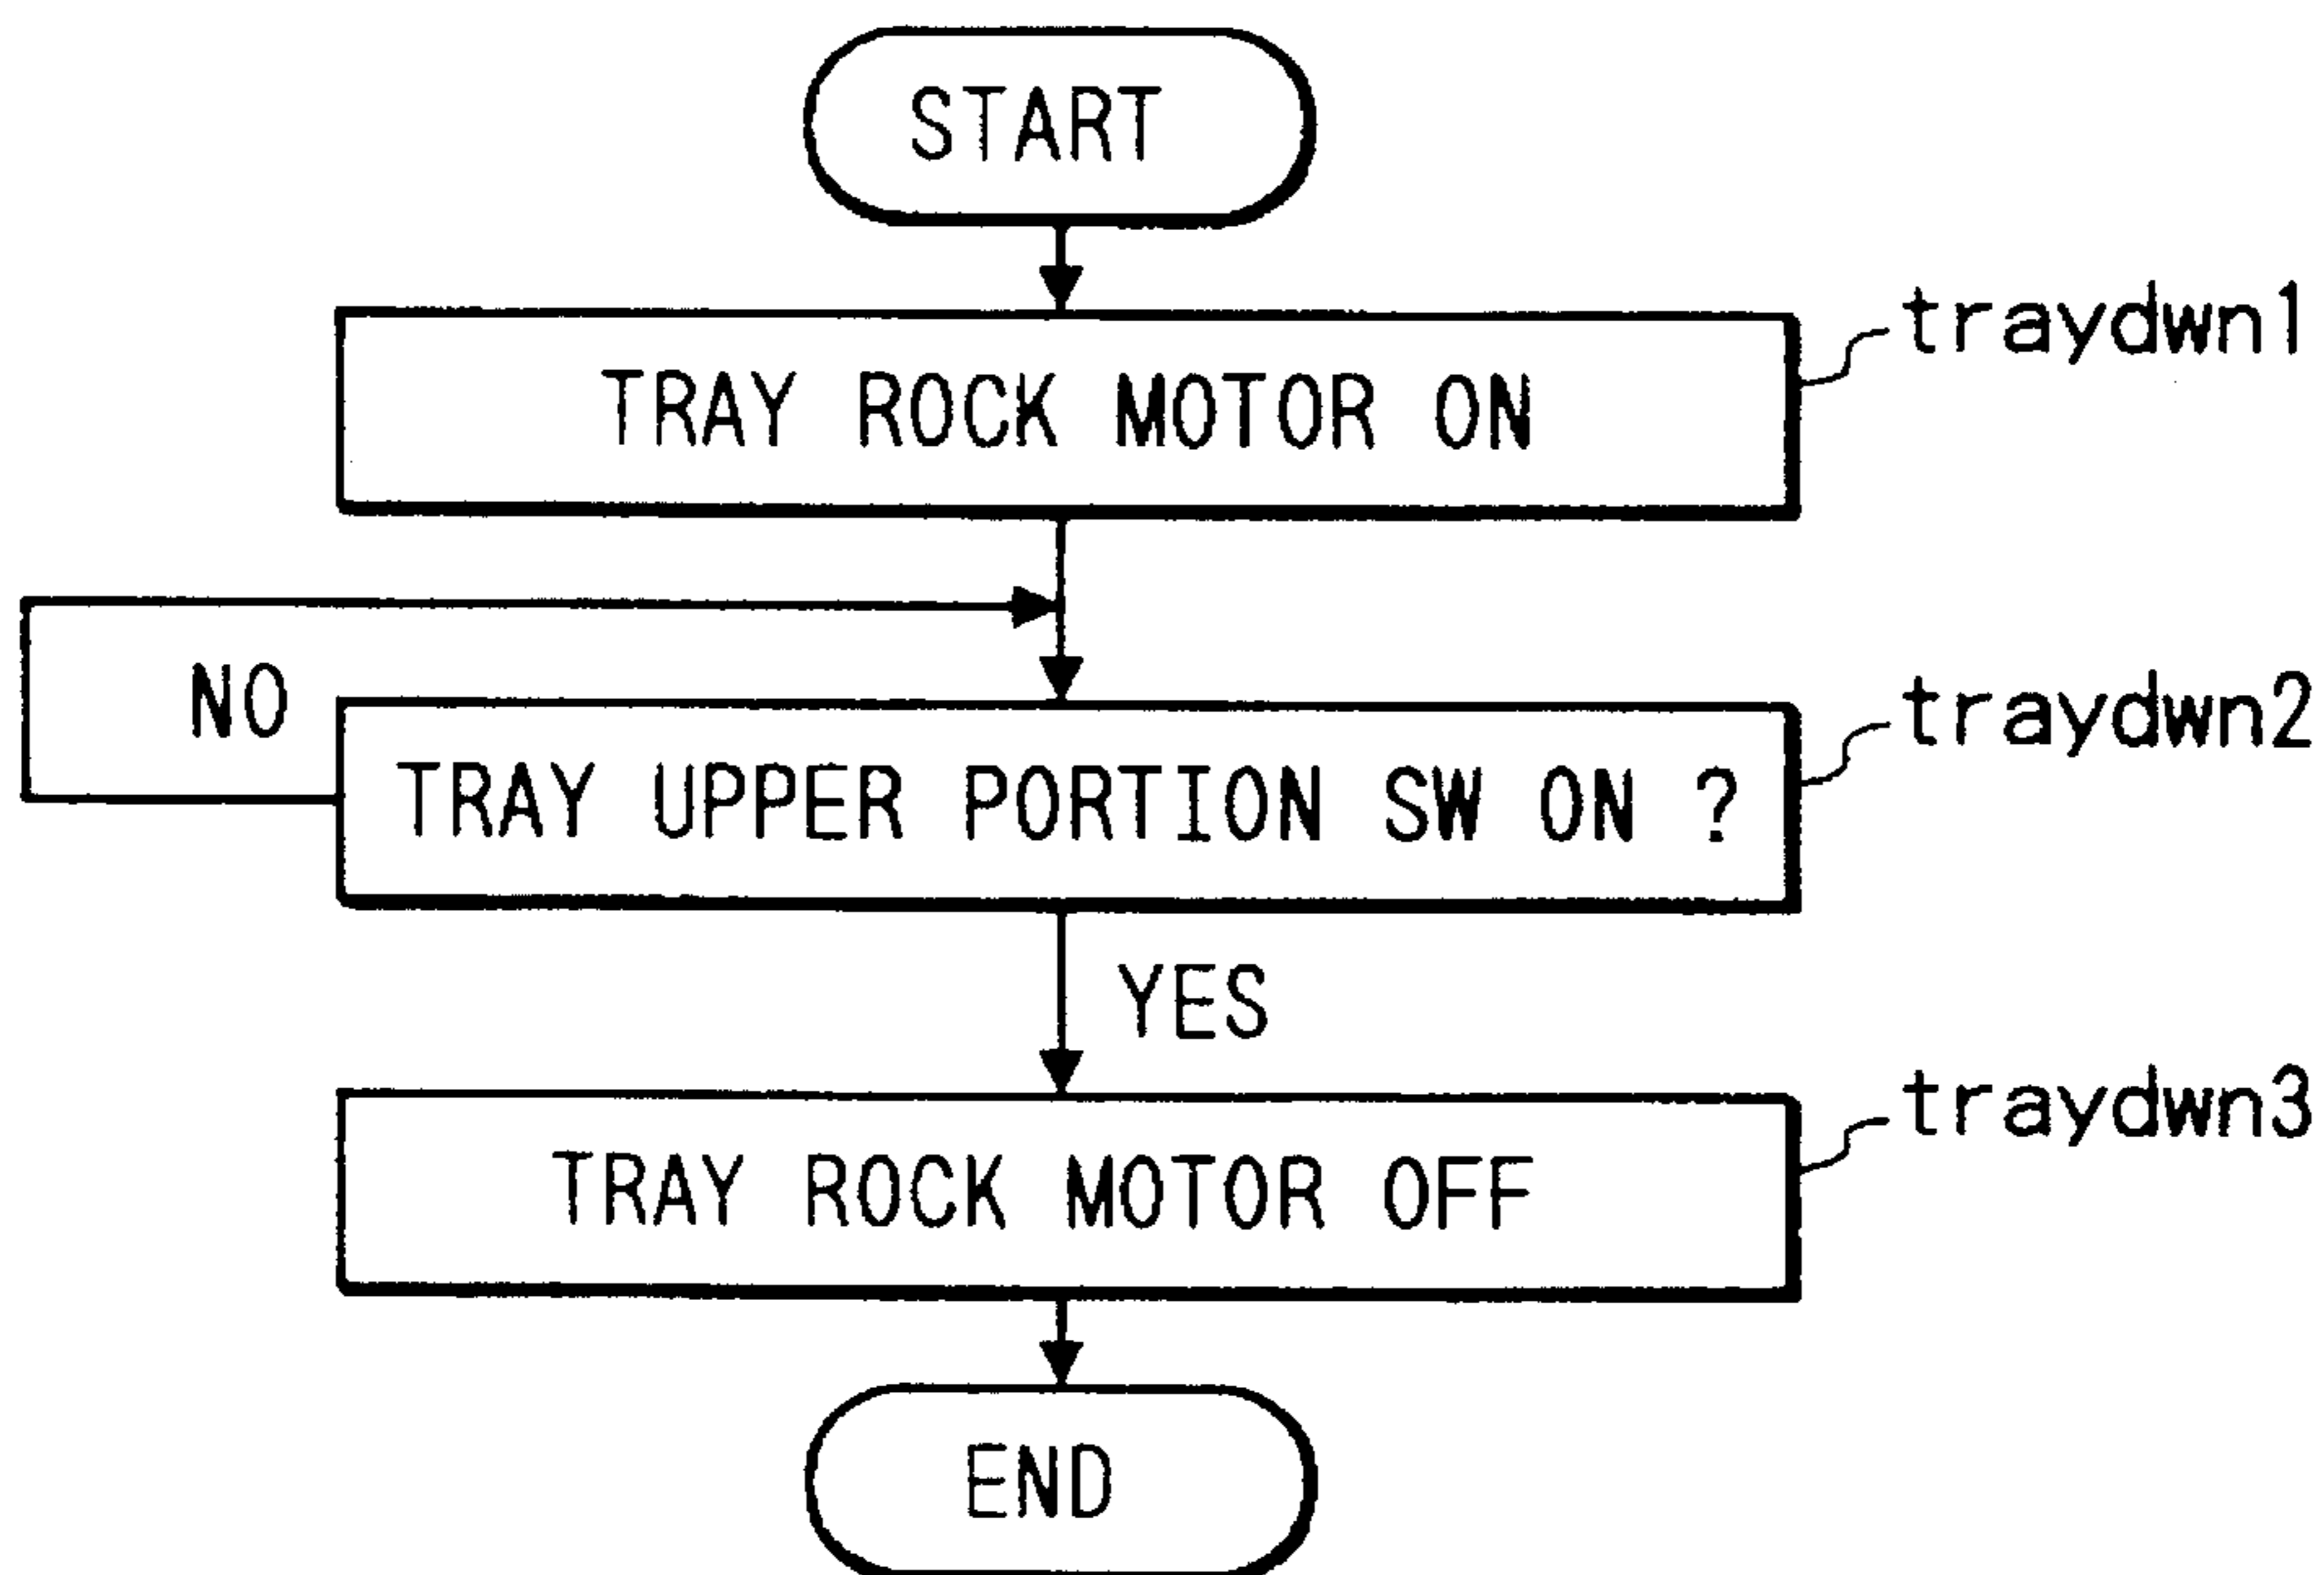 START
TRAY ROCK MOTOR ON
traydwn1
NO
TRAY UPPER PORTION SW ON ?
traydwn2
YES
TRAY ROCK MOTOR OFF
traydwn3
END